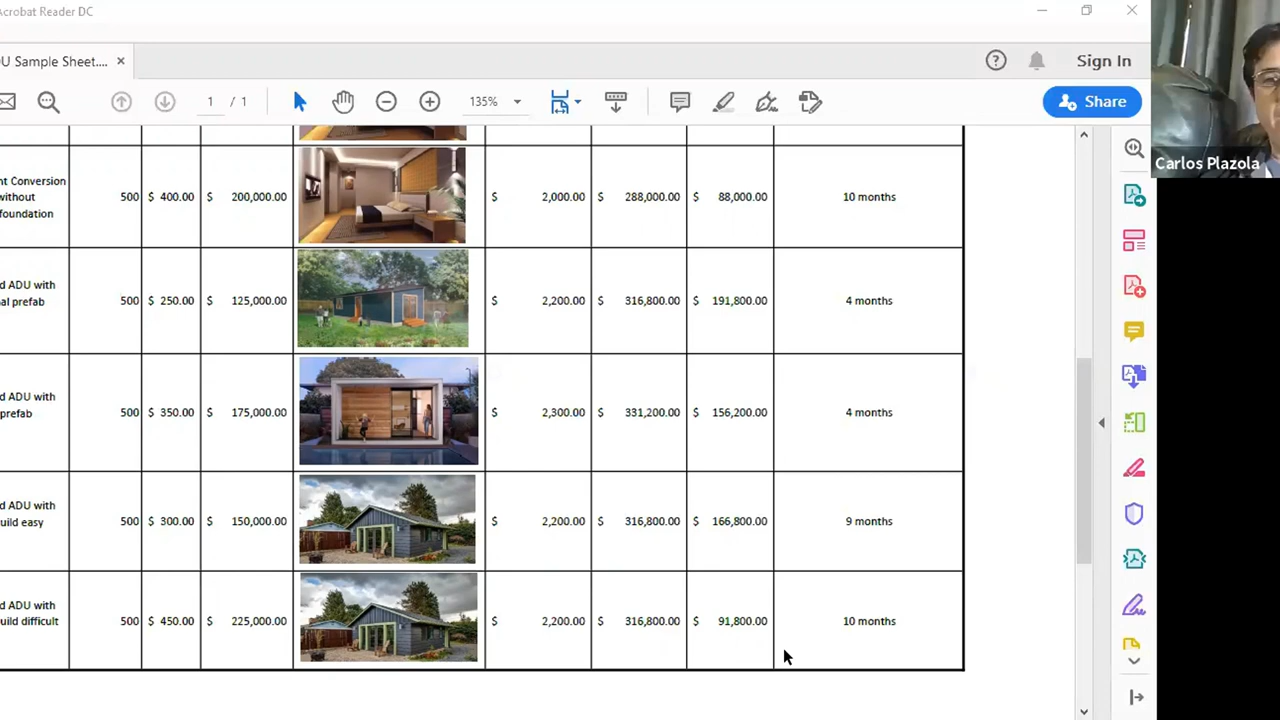 Acrobat Reader DC
U Sample Sheet....
Sign In
1 / 1
135%
Share
Carlos Plazola
nt Conversion
without
foundation
500 $ 400.00 $ 200,000.00 $ 2,000.00 $ 288,000.00 $ 88,000.00 10 months
d ADU with
al prefab
500 $ 250.00 $ 125,000.00 $ 2,200.00 $ 316,800.00 $ 191,800.00 4 months
d ADU with
prefab
500 $ 350.00 $ 175,000.00 $ 2,300.00 $ 331,200.00 $ 156,200.00 4 months
d ADU with
uild easy
500 $ 300.00 $ 150,000.00 $ 2,200.00 $ 316,800.00 $ 166,800.00 9 months
d ADU with
uild difficult
500 $ 450.00 $ 225,000.00 $ 2,200.00 $ 316,800.00 $ 91,800.00 10 months